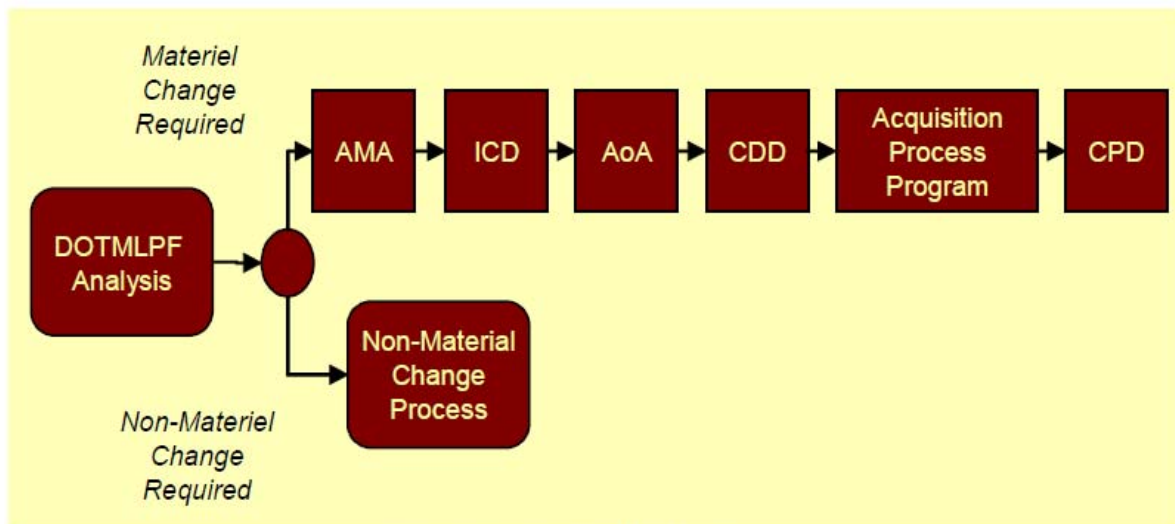 Materiel
Change
Required
AMA
ICD
AoA
CDD
Acquisition
Process
Program
CPD
DOTMLPF
Analysis
Non-Material
Change
Process
Non-Materiel
Change
Required